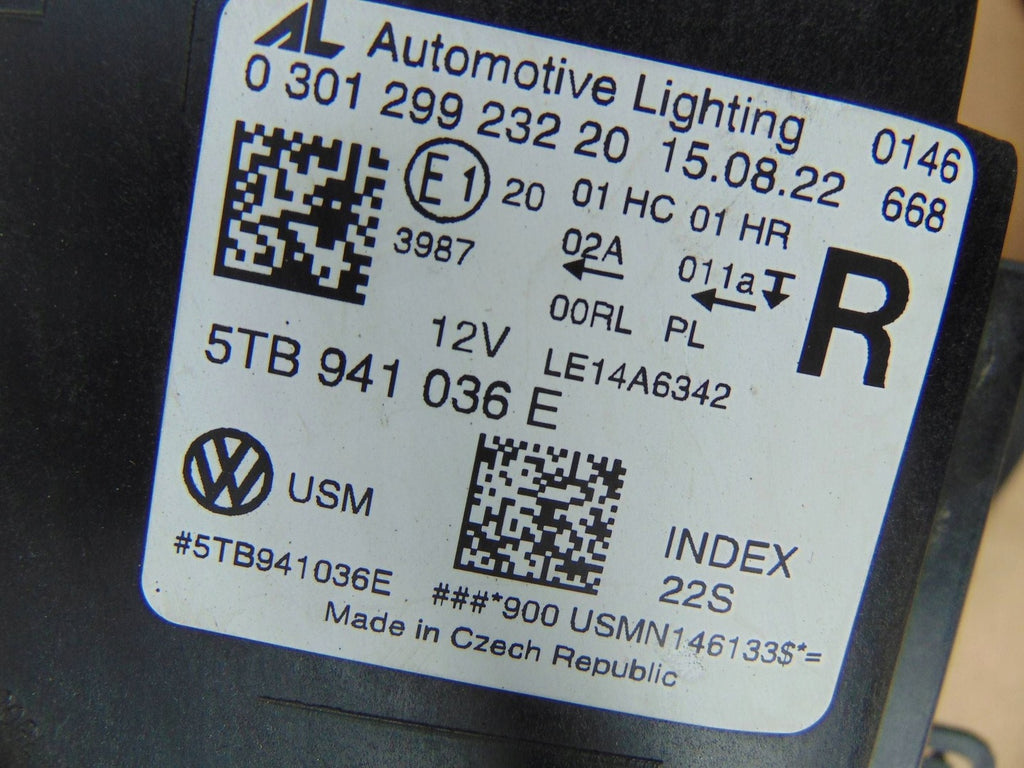 AL Automotive Lighting
0 301 299 232 20 15.08.22 0146
668
E1 20 01 HC 01 HR
3987 02A 011a
R
00RL PL
12V LE14A6342
5TB 941 036 E
VW USM
INDEX
22S
#5TB941036E ###*900 USMN146133$*=
Made in Czech Republic